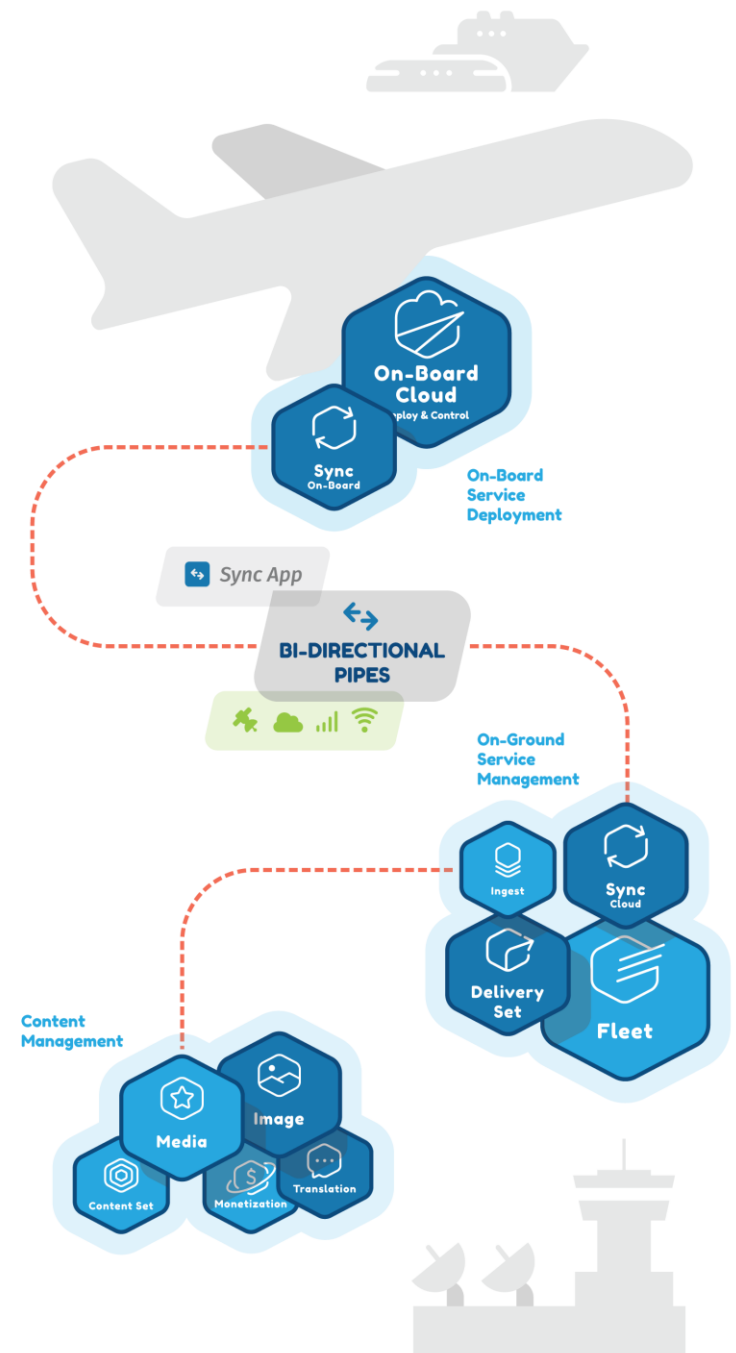 On-Board
Cloud
& Control
Sync
On-Board
On-Board
Service
Deployment
Sync App
BI-DIRECTIONAL
PIPES
On-Ground
Service
Management
Ingest
Sync
Cloud
Delivery
Set
Fleet
Content
Management
Image
Media
Content Set
Monetization
Translation